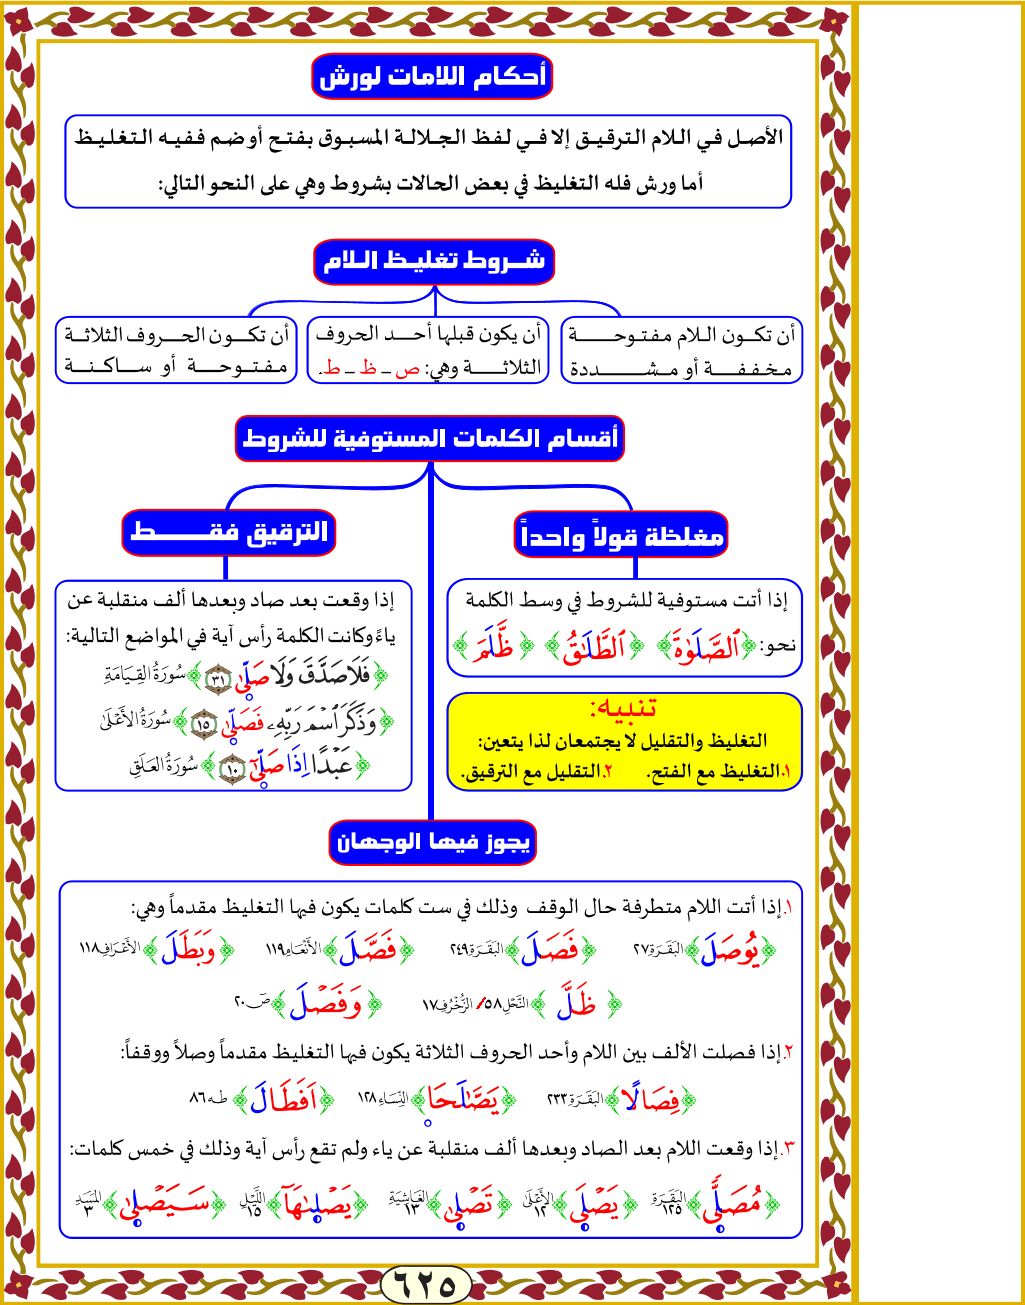 أحكام اللامات لورش
الأصل في اللام الترقيق إلا في لفظ الجلالة المسبوق بفتح أو ضم ففيه التغليظ
أما ورش فله التغليظ في بعض الحالات بشروط وهي على النحو التالي:
شروط تغليظ اللام
أن تكون اللام مفتوحة
مخففة أو مشددة
أن يكون قبلها أحد الحروف
الثلاثة وهي: ص – ظ – ط.
أن تكون الحروف الثلاثة
مفتوحة أو ساكنة
أقسام الكلمات المستوفية للشروط
مغلظة قولاً واحداً
إذا أتت مستوفية للشروط في وسط الكلمة
نحو: ﴿اَ۬لصَّلَوٰةَ﴾ ﴿اَ۬لطَّلَٰقُ﴾ ﴿ظَّلَمَ﴾
تنبيه:
التغليظ والتقليل لا يجتمعان لذا يتعين:
١.التغليظ مع الفتح. ٢.التقليل مع الترقيق.
الترقيق فقط
إذا وقعت بعد صاد وبعدها ألف منقلبة عن
ياءً وكانت الكلمة رأس آية في المواضع التالية:
﴿فَلَا صَدَّقَ وَلَا صَلّ۪ىٰ ٣١﴾ سُورَةُ القِيَامَةِ
﴿وَذَكَرَ اَ۪سْمَ رَبِّهِۦ فَصَلّ۪ىٰ ١٥﴾ سُورَةُ الأَعْلَىٰ
﴿عَبْدًا اِذَا صَلّ۪ىٰٓ ١٠﴾ سُورَةُ العَلَقِ
يجوز فيها الوجهان
١.إذا أتت اللام متطرفة حال الوقف وذلك في ست كلمات يكون فيها التغليظ مقدماً وهي:
﴿يُوصَلَ﴾ البَقَرَة٢٧ ﴿فَصَلَ﴾ البَقَرَة٢٤٩ ﴿فَصَّلَ﴾ الأَنْعَام١١٩ ﴿وَبَطَلَ﴾ الأَعْرَاف١١٨
﴿ظَلَّ﴾ النَّحْل٥٨/ الزُّخْرُف١٧ ﴿وَفَصْلَ﴾ صٓ٢٠
٢.إذا فصلت الألف بين اللام وأحد الحروف الثلاثة يكون فيها التغليظ مقدماً وصلاً ووقفاً:
﴿فِصَالًا﴾ البَقَرَة٢٣٣ ﴿يَصَّٰلَحَا﴾ النِّسَاء١٢٨ ﴿اَفَطَالَ﴾ طه٨٦
٣.إذا وقعت اللام بعد الصاد وبعدها ألف منقلبة عن ياء ولم تقع رأس آية وذلك في خمس كلمات:
﴿مُصَلّٗى﴾ البَقَرَة ١٢٥ ﴿يَصْلَى﴾ الأَعْلَىٰ ١٢ ﴿تَصْل۪ىٰ﴾ الغَاشِيَة ١٣ ﴿يَصْل۪يٰهَآ﴾ اللَّيْل ١٥ ﴿سَيَصْل۪ىٰ﴾ المَسَد ٣
٦٢٥